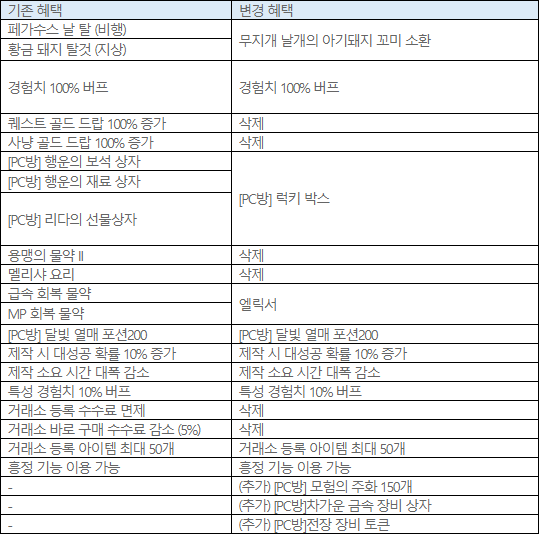 기존 혜택 변경 혜택
페가수스 날 탈 (비행)
무지개 날개의 아기돼지 꼬미 소환
황금 돼지 탈것 (지상)
경험치 100% 버프 경험치 100% 버프
퀘스트 골드 드랍 100% 증가 삭제
사냥 골드 드랍 100% 증가 삭제
[PC방] 행운의 보석 상자
[PC방] 행운의 재료 상자
[PC방] 럭키 박스
[PC방] 리다의 선물상자
용맹의 물약 II 삭제
멜리샤 요리 삭제
급속 회복 물약
엘릭서
MP 회복 물약
[PC방] 달빛 열매 포션200 [PC방] 달빛 열매 포션200
제작 시 대성공 확률 10% 증가 제작 시 대성공 확률 10% 증가
제작 소요 시간 대폭 감소 제작 소요 시간 대폭 감소
특성 경험치 10% 버프 특성 경험치 10% 버프
거래소 등록 수수료 면제 삭제
거래소 바로 구매 수수료 감소 (5%) 삭제
거래소 등록 아이템 최대 50개 거래소 등록 아이템 최대 50개
흥정 기능 이용 가능 흥정 기능 이용 가능
- (추가) [PC방] 모험의 주화 150개
- (추가) [PC방]차가운 금속 장비 상자
- (추가) [PC방]전장 장비 토큰